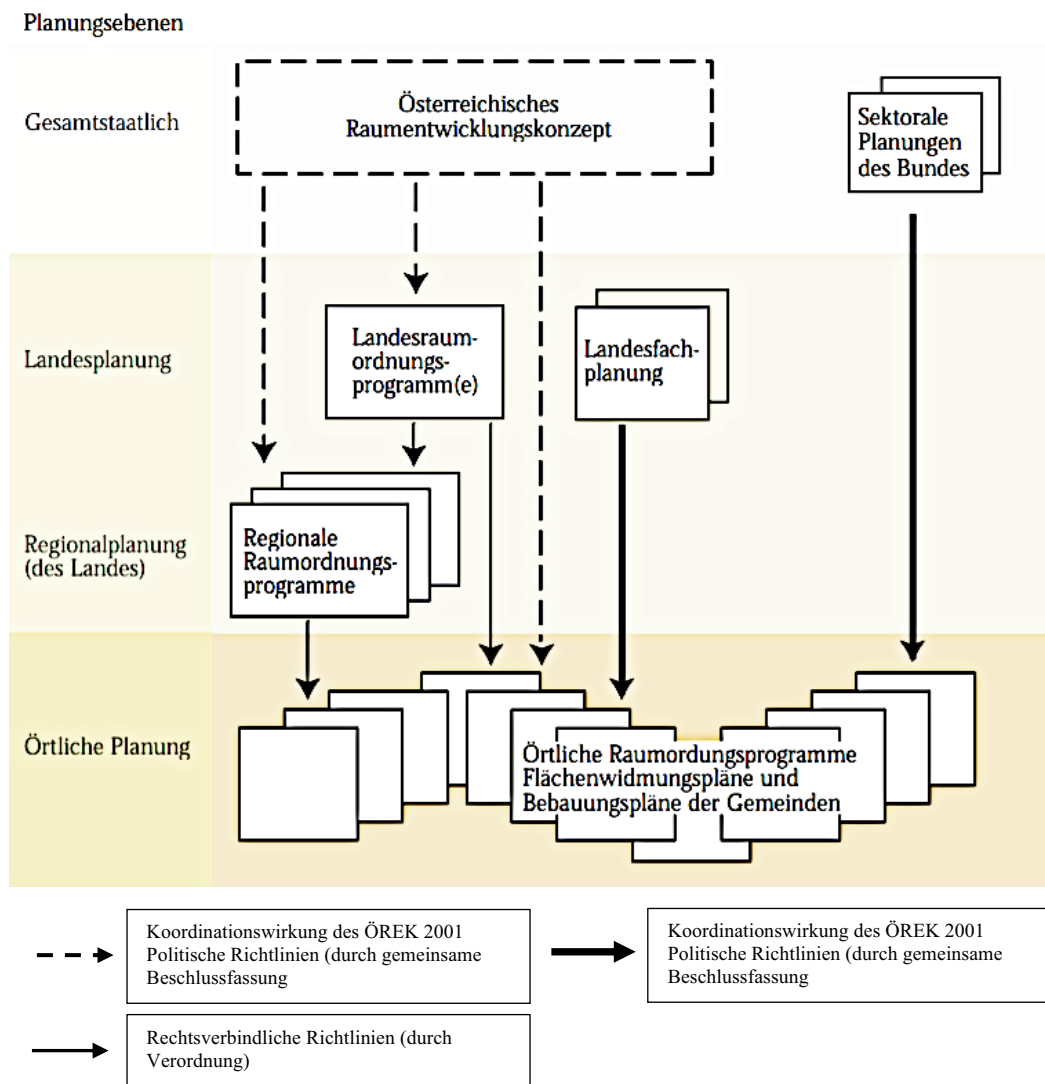 Planungsebenen
Gesamtstaatlich
Österreichisches
Raumentwicklungskonzept
Sektorale
Planungen
des Bundes
Landesplanung
Landesraum-
ordnungs-
programm(e)
Landesfach-
planung
Regionalplanung
(des Landes)
Regionale
Raumordnungs-
programme
Örtliche Planung
Örtliche Raumordungsprogramme
Flächenwidmungspläne und
Bebauungspläne der Gemeinden
Koordinationswirkung des ÖREK 2001
Politische Richtlinien (durch gemeinsame
Beschlussfassung
Koordinationswirkung des ÖREK 2001
Politische Richtlinien (durch gemeinsame
Beschlussfassung
Rechtsverbindliche Richtlinien (durch
Verordnung)